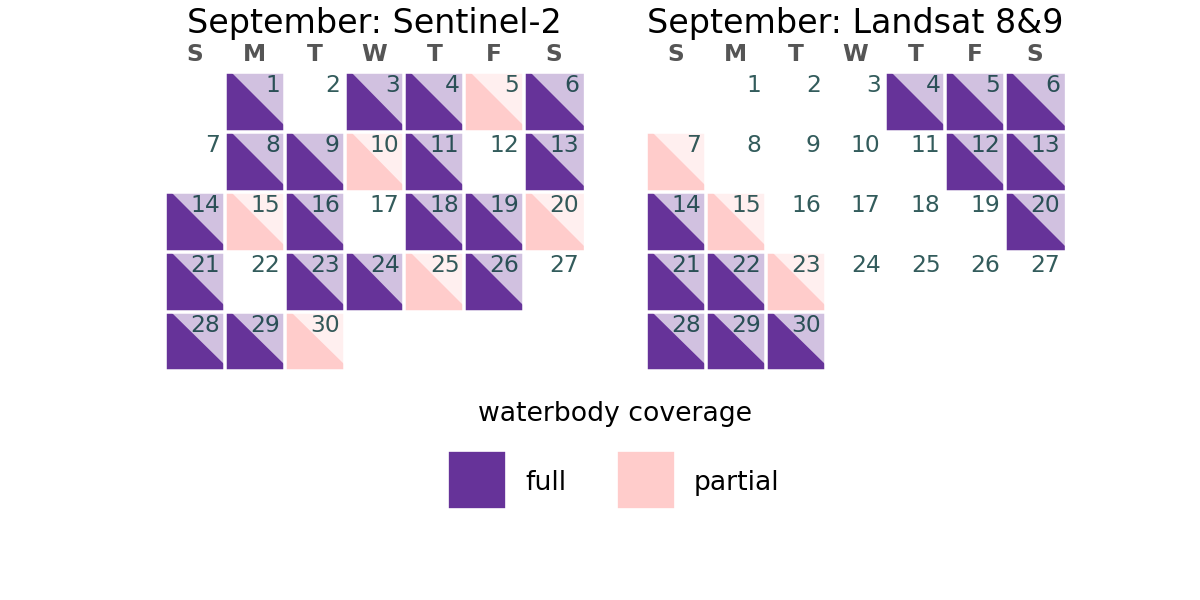 September: Sentinel-2
S M T W T F S
1 2 3 4 5 6
7 8 9 10 11 12 13
14 15 16 17 18 19 20
21 22 23 24 25 26 27
28 29 30
September: Landsat 8&9
S M T W T F S
1 2 3 4 5 6
7 8 9 10 11 12 13
14 15 16 17 18 19 20
21 22 23 24 25 26 27
28 29 30
waterbody coverage
full partial